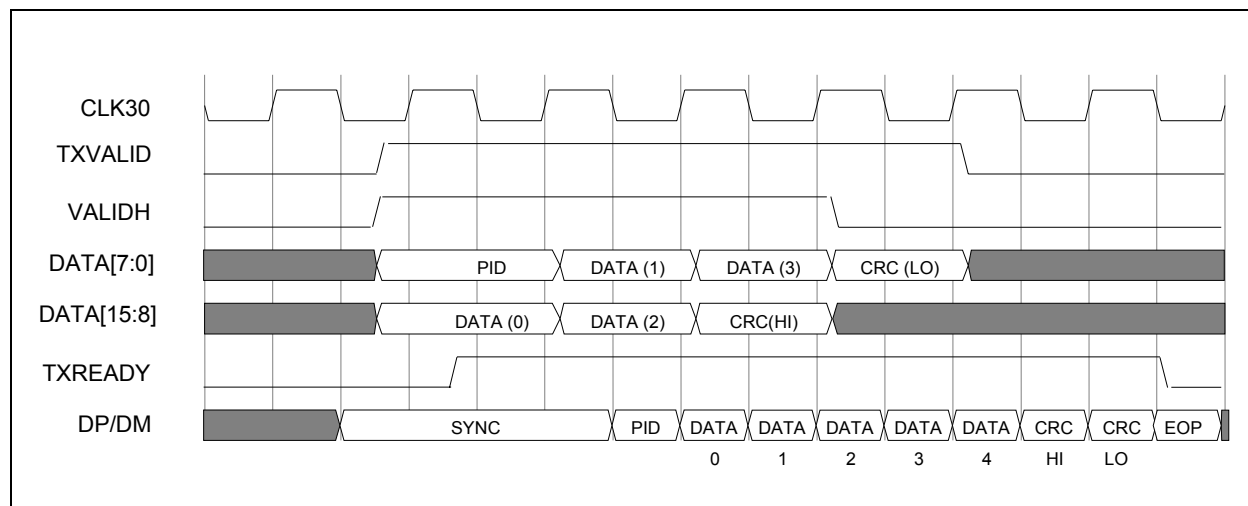 CLK30
TXVALID
VALIDH
DATA[7:0] PID DATA (1) DATA (3) CRC (LO)
DATA[15:8] DATA (0) DATA (2) CRC(HI)
TXREADY
DP/DM SYNC PID DATA DATA DATA DATA DATA CRC CRC EOP
0 1 2 3 4 HI LO